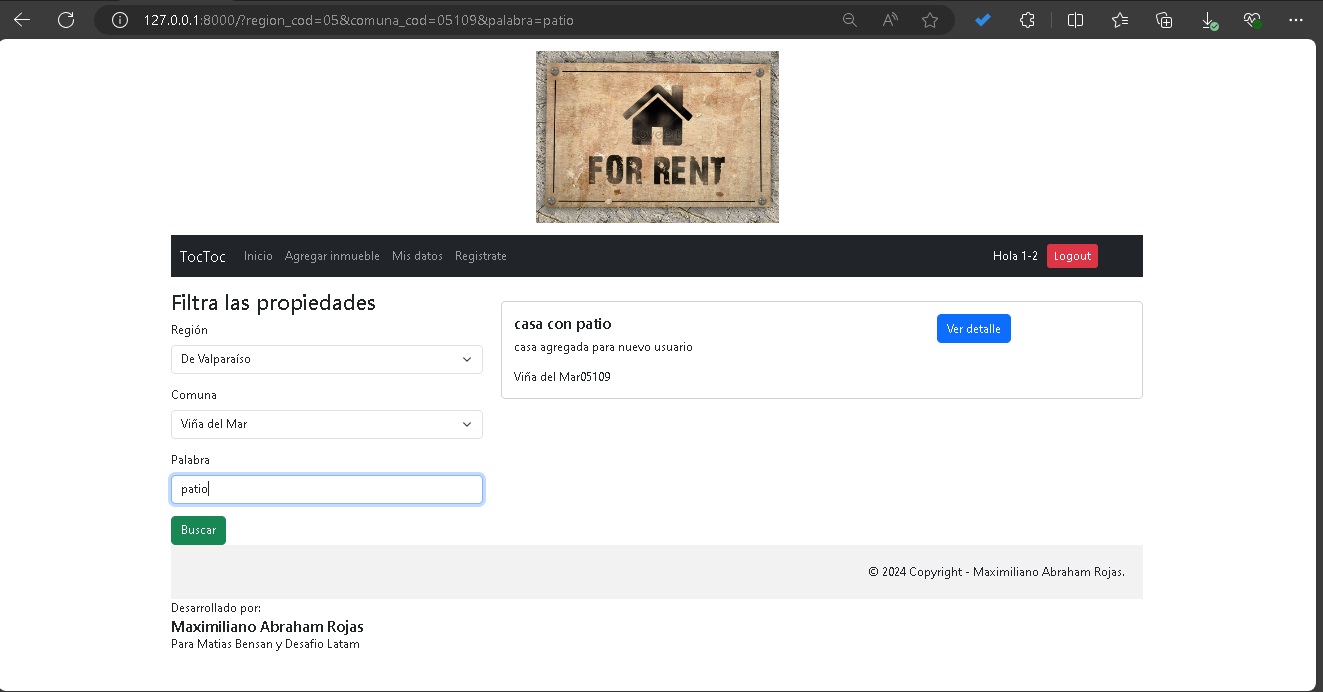 127.0.0.1:8000/?region_cod=05&comuna_cod=05109&palabra=patio
FOR RENT
TocToc Inicio Agregar inmueble Mis datos Registrate Hola 1-2 Logout
Filtra las propiedades
Región
De Valparaíso
Comuna
Viña del Mar
Palabra
patio
Buscar
casa con patio
Ver detalle
casa agregada para nuevo usuario
Viña del Mar05109
© 2024 Copyright - Maximiliano Abraham Rojas.
Desarrollado por:
Maximiliano Abraham Rojas
Para Matias Bensan y Desafio Latam